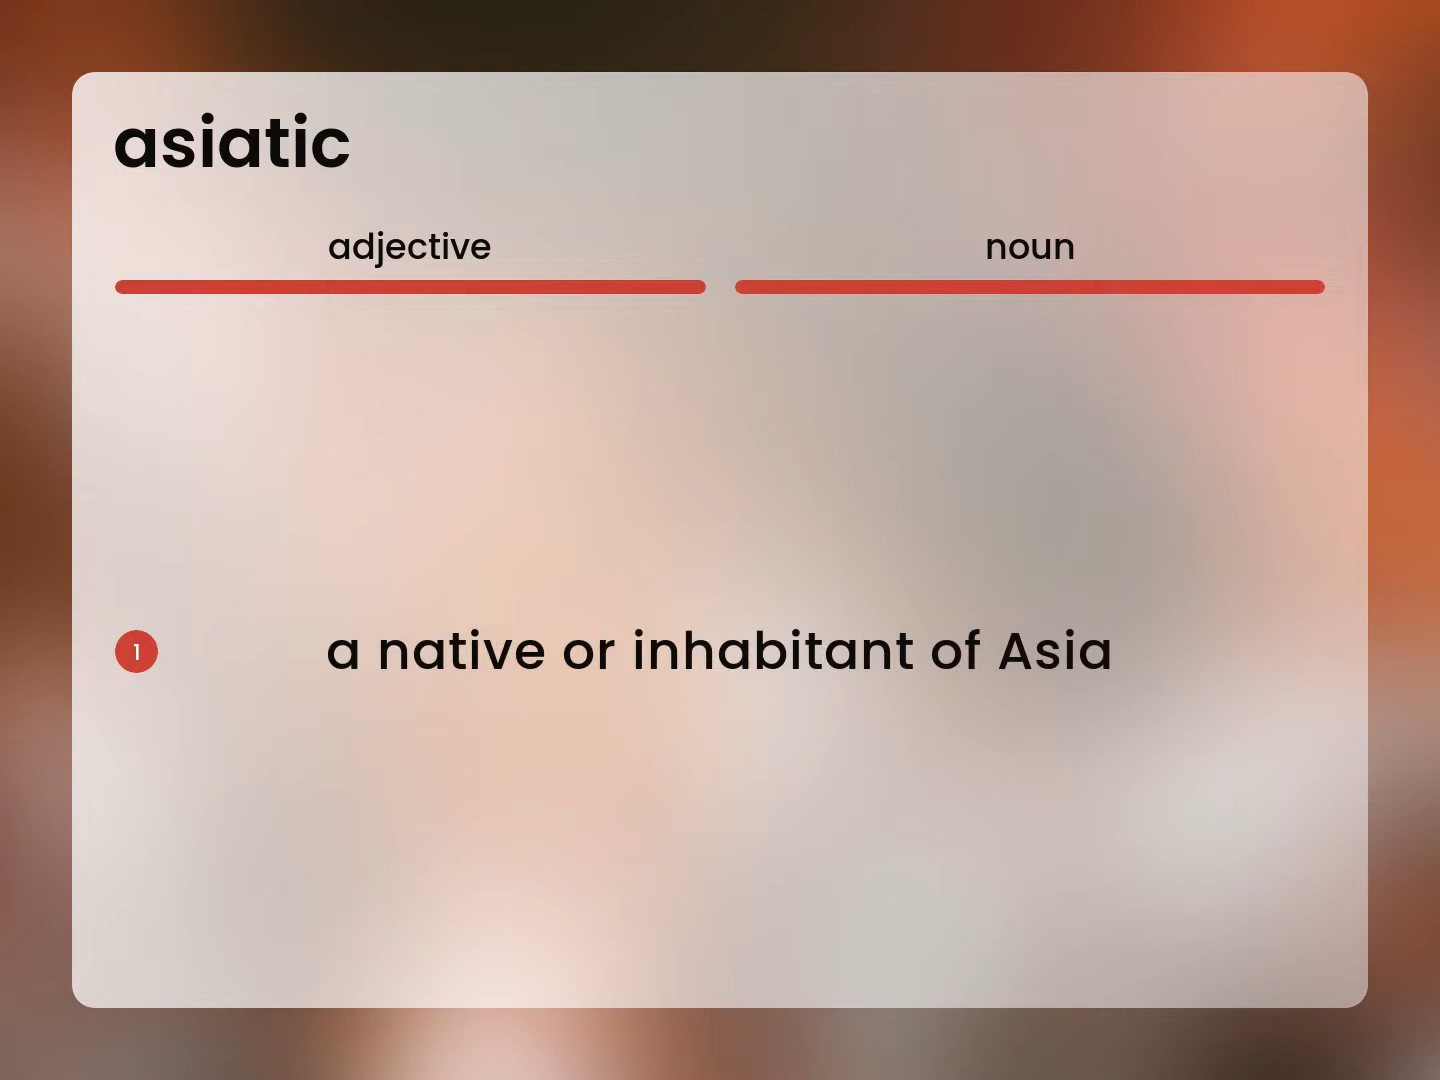 asiatic
adjective
noun
1
a native or inhabitant of Asia